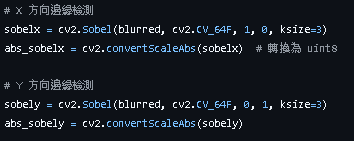 # X 方向邊緣檢測
sobelx = cv2.Sobel(blurred, cv2.CV_64F, 1, 0, ksize=3)
abs_sobelx = cv2.convertScaleAbs(sobelx)  # 轉換為 uint8
# Y 方向邊緣檢測
sobely = cv2.Sobel(blurred, cv2.CV_64F, 0, 1, ksize=3)
abs_sobely = cv2.convertScaleAbs(sobely)